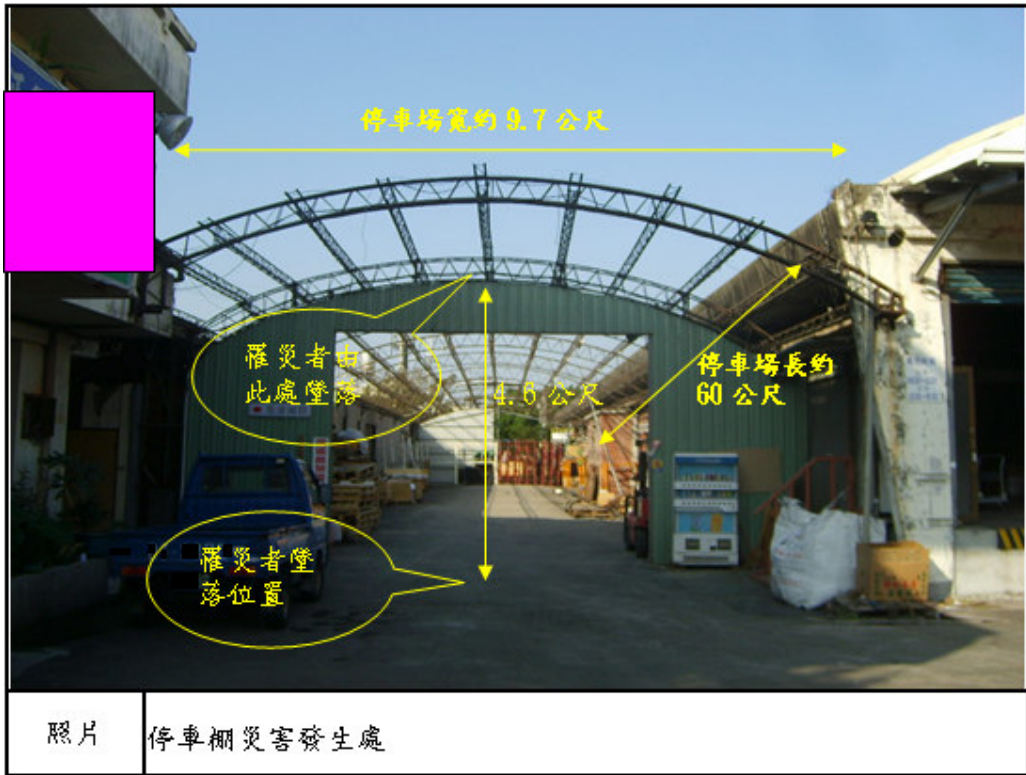 停車場寬約 9.7 公尺
罹災者由
此處墜落
4.6 公尺
停車場長約
60 公尺
罹災者墜
落位置
照片
停車棚災害發生處